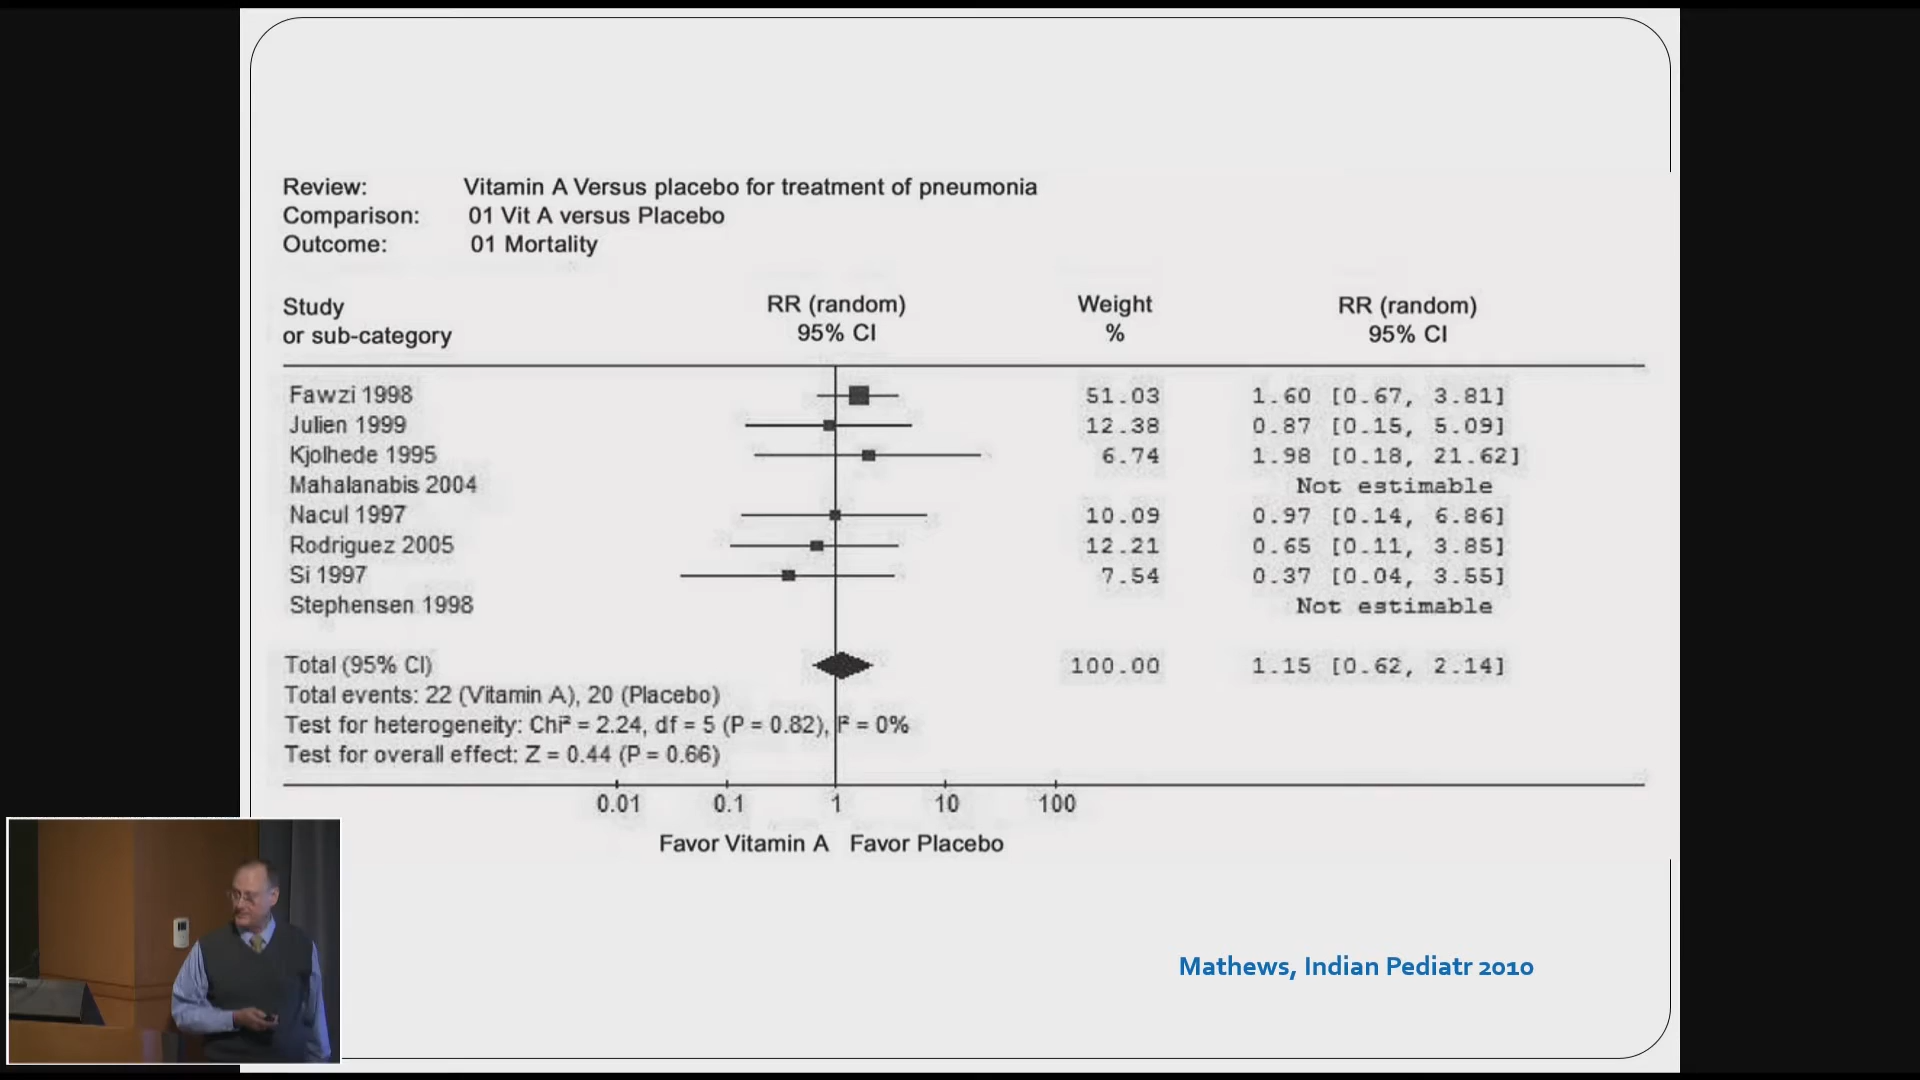 Review: Vitamin A Versus placebo for treatment of pneumonia
Comparison: 01 Vit A versus Placebo
Outcome: 01 Mortality
Study RR (random) Weight RR (random)
or sub-category 95% CI % 95% CI
Fawzi 1998 51.03 1.60 [0.67, 3.81]
Julien 1999 12.38 0.87 [0.15, 5.09]
Kjolhede 1995 6.74 1.98 [0.18, 21.62]
Mahalanabis 2004 Not estimable
Nacul 1997 10.09 0.97 [0.14, 6.86]
Rodriguez 2005 12.21 0.65 [0.11, 3.85]
Si 1997 7.54 0.37 [0.04, 3.55]
Stephensen 1998 Not estimable
Total (95% CI) 100.00 1.15 [0.62, 2.14]
Total events: 22 (Vitamin A), 20 (Placebo)
Test for heterogeneity: Chi² = 2.24, df = 5 (P = 0.82), I² = 0%
Test for overall effect: Z = 0.44 (P = 0.66)
0.01 0.1 1 10 100
Favor Vitamin A Favor Placebo
Mathews, Indian Pediatr 2010